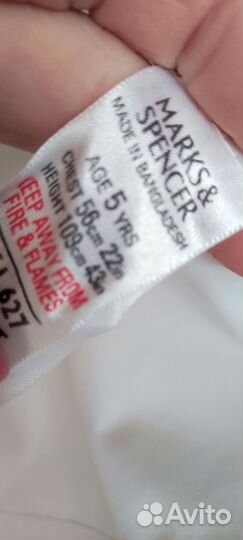 MARKS &
SPENCER
MADE IN BANGLADESH
AGE 5 YRS
CHEST 56cm 22in
HEIGHT 109cm 43in
KEEP AWAY FROM
FIRE & FLAMES
627
Avito